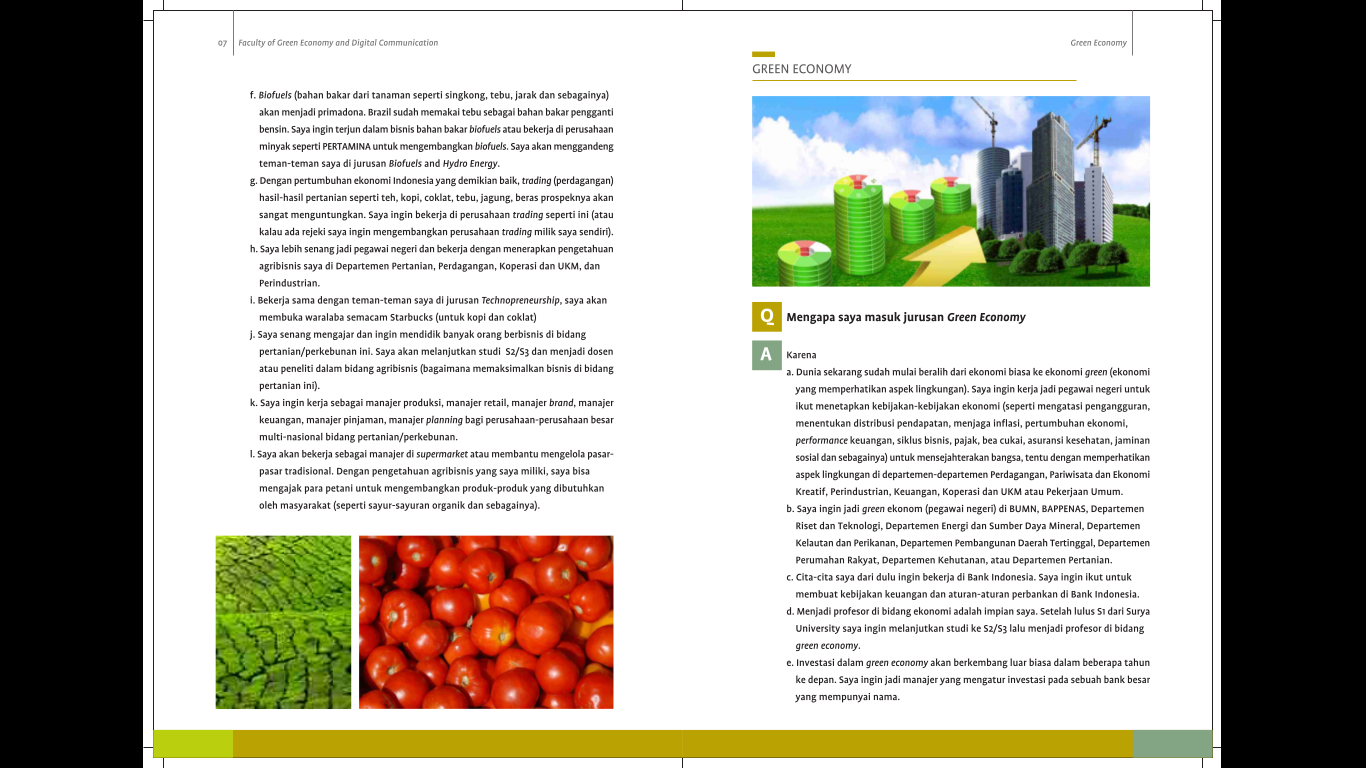 07 Faculty of Green Economy and Digital Communication
f. Biofuels (bahan bakar dari tanaman seperti singkong, tebu, jarak dan sebagainya)
akan menjadi primadona. Brazil sudah memakai tebu sebagai bahan bakar pengganti
bensin. Saya ingin terjun dalam bisnis bahan bakar biofuels atau bekerja di perusahaan
minyak seperti PERTAMINA untuk mengembangkan biofuels. Saya akan menggandeng
teman-teman saya di jurusan Biofuels and Hydro Energy.
g. Dengan pertumbuhan ekonomi Indonesia yang demikian baik, trading (perdagangan)
hasil-hasil pertanian seperti teh, kopi, coklat, tebu, jagung, beras prospeknya akan
sangat menguntungkan. Saya ingin bekerja di perusahaan trading seperti ini (atau
kalau ada rejeki saya ingin mengembangkan perusahaan trading milik saya sendiri).
h. Saya lebih senang jadi pegawai negeri dan bekerja dengan menerapkan pengetahuan
agribisnis saya di Departemen Pertanian, Perdagangan, Koperasi dan UKM, dan
Perindustrian.
i. Bekerja sama dengan teman-teman saya di jurusan Technopreneurship, saya akan
membuka waralaba semacam Starbucks (untuk kopi dan coklat)
j. Saya senang mengajar dan ingin mendidik banyak orang berbisnis di bidang
pertanian/perkebunan ini. Saya akan melanjutkan studi S2/S3 dan menjadi dosen
atau peneliti dalam bidang agribisnis (bagaimana memaksimalkan bisnis di bidang
pertanian ini).
k. Saya ingin kerja sebagai manajer produksi, manajer retail, manajer brand, manajer
keuangan, manajer pinjaman, manajer planning bagi perusahaan-perusahaan besar
multi-nasional bidang pertanian/perkebunan.
l. Saya akan bekerja sebagai manajer di supermarket atau membantu mengelola pasar-
pasar tradisional. Dengan pengetahuan agribisnis yang saya miliki, saya bisa
mengajak para petani untuk mengembangkan produk-produk yang dibutuhkan
oleh masyarakat (seperti sayur-sayuran organik dan sebagainya).
Green Economy
GREEN ECONOMY
Q Mengapa saya masuk jurusan Green Economy
A Karena
a. Dunia sekarang sudah mulai beralih dari ekonomi biasa ke ekonomi green (ekonomi
yang memperhatikan aspek lingkungan). Saya ingin kerja jadi pegawai negeri untuk
ikut menetapkan kebijakan-kebijakan ekonomi (seperti mengatasi pengangguran,
menentukan distribusi pendapatan, menjaga inflasi, pertumbuhan ekonomi,
performance keuangan, siklus bisnis, pajak, bea cukai, asuransi kesehatan, jaminan
sosial dan sebagainya) untuk mensejahterakan bangsa, tentu dengan memperhatikan
aspek lingkungan di departemen-departemen Perdagangan, Pariwisata dan Ekonomi
Kreatif, Perindustrian, Keuangan, Koperasi dan UKM atau Pekerjaan Umum.
b. Saya ingin jadi green ekonom (pegawai negeri) di BUMN, BAPPENAS, Departemen
Riset dan Teknologi, Departemen Energi dan Sumber Daya Mineral, Departemen
Kelautan dan Perikanan, Departemen Pembangunan Daerah Tertinggal, Departemen
Perumahan Rakyat, Departemen Kehutanan, atau Departemen Pertanian.
c. Cita-cita saya dari dulu ingin bekerja di Bank Indonesia. Saya ingin ikut untuk
membuat kebijakan keuangan dan aturan-aturan perbankan di Bank Indonesia.
d. Menjadi profesor di bidang ekonomi adalah impian saya. Setelah lulus S1 dari Surya
University saya ingin melanjutkan studi ke S2/S3 lalu menjadi profesor di bidang
green economy.
e. Investasi dalam green economy akan berkembang luar biasa dalam beberapa tahun
ke depan. Saya ingin jadi manajer yang mengatur investasi pada sebuah bank besar
yang mempunyai nama.